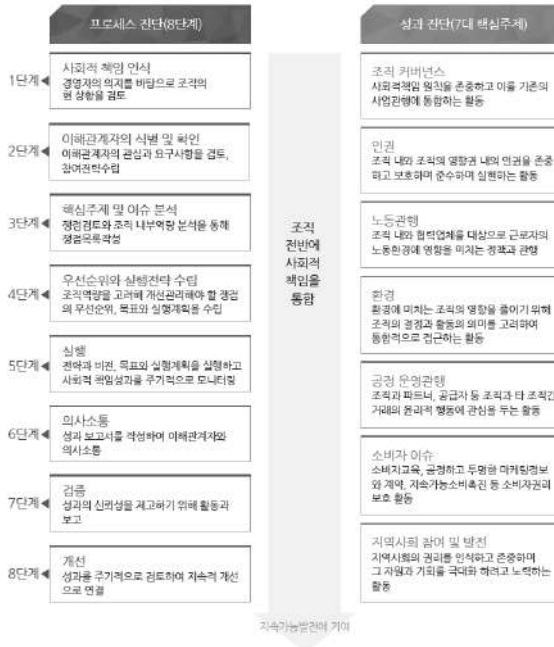 프로세스 진단(8단계)
1단계
사회적 책임 인식
경영자의 의지를 바탕으로 조직의
현 상황을 검토
2단계
이해관계자의 식별 및 확인
이해관계자의 관심과 요구사항을 검토,
참여전략수립
3단계
핵심주제 및 이슈 분석
쟁점검토와 조직 내부역량 분석을 통해
쟁점목록작성
4단계
우선순위와 실행전략 수립
조직역량을 고려해 개선관리해야 할 쟁점
의 우선순위, 목표와 실행계획을 수립
5단계
실행
전략과 비전, 목표와 실행계획을 실행하고
사회적 책임성과를 주기적으로 모니터링
6단계
의사소통
성과 보고서를 작성하여 이해관계자와
의사소통
7단계
검증
성과의 신뢰성을 제고하기 위해 활동과
보고
8단계
개선
성과를 주기적으로 검토하여 지속적 개선
으로 연결
조직
전반에
사회적
책임을
통합
지속가능발전에 기여
성과 진단(7대 핵심주제)
조직 커버넌스
사회적책임 원칙을 존중하고 이를 기존의
사업관행에 통합하는 활동
인권
조직 내와 조직의 영향권 내의 인권을 존중
하고 보호하며 준수하며 실현하는 활동
노동관행
조직 내와 협력업체를 대상으로 근로자의
노동환경에 영향을 미치는 정책과 관행
환경
환경에 미치는 조직의 영향을 줄이기 위해
조직의 결정과 활동의 의미를 고려하여
통합적으로 접근하는 활동
공정 운영관행
조직과 파트너, 공급자 등 조직과 타 조직간
거래의 윤리적 행동에 관심을 두는 활동
소비자 이슈
소비자교육, 공정하고 투명한 마케팅정보
와 계약, 지속가능소비촉진 등 소비자권리
보호 활동
지역사회 참여 및 발전
지역사회의 권리를 인식하고 존중하며
그 자원과 기회를 극대화 하려고 노력하는
활동